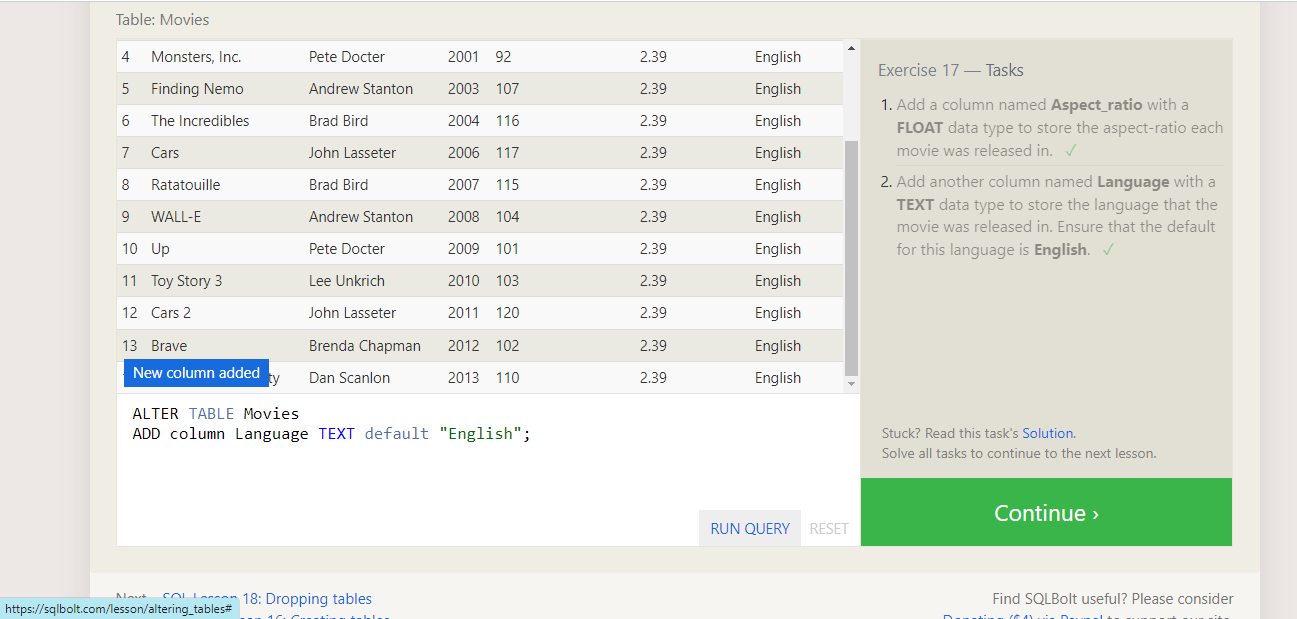 Table: Movies
4 Monsters, Inc. Pete Docter 2001 92 2.39 English
5 Finding Nemo Andrew Stanton 2003 107 2.39 English
6 The Incredibles Brad Bird 2004 116 2.39 English
7 Cars John Lasseter 2006 117 2.39 English
8 Ratatouille Brad Bird 2007 115 2.39 English
9 WALL-E Andrew Stanton 2008 104 2.39 English
10 Up Pete Docter 2009 101 2.39 English
11 Toy Story 3 Lee Unkrich 2010 103 2.39 English
12 Cars 2 John Lasseter 2011 120 2.39 English
13 Brave Brenda Chapman 2012 102 2.39 English
New column added ty Dan Scanlon 2013 110 2.39 English
ALTER TABLE Movies
ADD column Language TEXT default "English";
RUN QUERY RESET
Exercise 17 — Tasks
1. Add a column named Aspect_ratio with a
FLOAT data type to store the aspect-ratio each
movie was released in. ✓
2. Add another column named Language with a
TEXT data type to store the language that the
movie was released in. Ensure that the default
for this language is English. ✓
Stuck? Read this task's Solution.
Solve all tasks to continue to the next lesson.
Continue ›
Next – SQL Lesson 18: Dropping tables
Find SQLBolt useful? Please consider
https://sqlbolt.com/lesson/altering_tables#
son 16: Creating tables
Donating ($4) via Paypal to support our site.